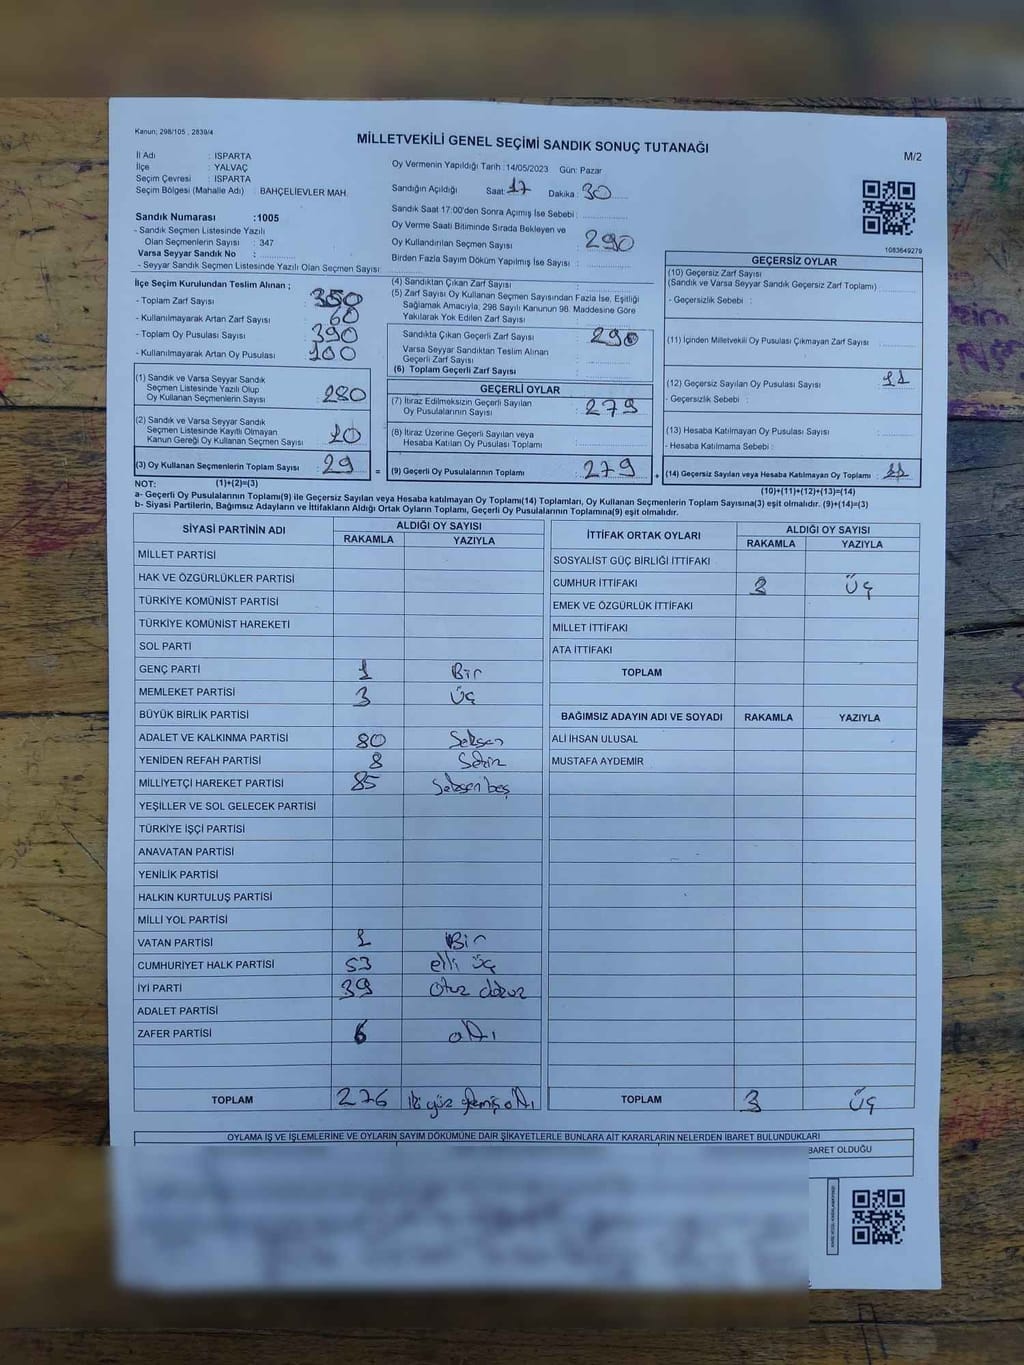 Kanun; 298/105 , 2839/4
MİLLETVEKİLİ GENEL SEÇİMİ SANDIK SONUÇ TUTANAĞI
M/2
İl Adı : ISPARTA
İlçe : YALVAÇ
Seçim Çevresi : ISPARTA
Seçim Bölgesi (Mahalle Adı) : BAHÇELİEVLER MAH.
Sandık Numarası :1005
- Sandık Seçmen Listesinde Yazılı
Olan Seçmenlerin Sayısı : 347
Varsa Seyyar Sandık No :
- Seyyar Sandık Seçmen Listesinde Yazılı Olan Seçmen Sayısı:
Oy Vermenin Yapıldığı Tarih : 14/05/2023 Gün: Pazar
Sandığın Açıldığı Saat: 17 Dakika : 30
Sandık Saat 17:00'den Sonra Açımış İse Sebebi :
Oy Verme Saati Bitiminde Sırada Bekleyen ve
Oy Kullandırılan Seçmen Sayısı : 290
Birden Fazla Sayım Döküm Yapılmış İse Sayısı :
1083649279
İlçe Seçim Kurulundan Teslim Alınan ;
- Toplam Zarf Sayısı : 350
- Kullanılmayarak Artan Zarf Sayısı : 60
- Toplam Oy Pusulası Sayısı : 390
- Kullanılmayarak Artan Oy Pusulası : 100
(1) Sandık ve Varsa Seyyar Sandık
Seçmen Listesinde Yazılı Olup
Oy Kullanan Seçmenlerin Sayısı : 280
(2) Sandık ve Varsa Seyyar Sandık
Seçmen Listesinde Kayıtlı Olmayan
Kanun Gereği Oy Kullanan Seçmen Sayısı : 10
(3) Oy Kullanan Seçmenlerin Toplam Sayısı : 29 =
(4) Sandıktan Çıkan Zarf Sayısı :
(5) Zarf Sayısı Oy Kullanan Seçmen Sayısından Fazla İse, Eşitliği
Sağlamak Amacıyla, 298 Sayılı Kanunun 98. Maddesine Göre
Yakılarak Yok Edilen Zarf Sayısı :
Sandıkta Çıkan Geçerli Zarf Sayısı : 290
Varsa Seyyar Sandıktan Teslim Alınan
Geçerli Zarf Sayısı :
(6) Toplam Geçerli Zarf Sayısı :
GEÇERLİ OYLAR
(7) İtiraz Edilmeksizin Geçerli Sayılan
Oy Pusulalarının Sayısı : 279
(8) İtiraz Üzerine Geçerli Sayılan veya
Hesaba Katılan Oy Pusulası Toplamı :
(9) Geçerli Oy Pusulalarının Toplamı : 279 +
GEÇERSİZ OYLAR
(10) Geçersiz Zarf Sayısı
(Sandık ve Varsa Seyyar Sandık Geçersiz Zarf Toplamı) :
- Geçersizlik Sebebi :
(11) İçinden Milletvekili Oy Pusulası Çıkmayan Zarf Sayısı :
(12) Geçersiz Sayılan Oy Pusulası Sayısı : 11
- Geçersizlik Sebebi :
(13) Hesaba Katılmayan Oy Pusulası Sayısı :
- Hesaba Katılmama Sebebi :
(14) Geçersiz Sayılan veya Hesaba Katılmayan Oy Toplamı : 11
NOT: (1)+(2)=(3)
(10)+(11)+(12)+(13)=(14)
a- Geçerli Oy Pusulalarının Toplamı(9) ile Geçersiz Sayılan veya Hesaba Katılmayan Oy Toplamı(14) Toplamları, Oy Kullanan Seçmenlerin Toplam Sayısına(3) eşit olmalıdır. (9)+(14)=(3)
b- Siyasi Partilerin, Bağımsız Adayların ve İttifakların Aldığı Ortak Oyların Toplamı, Geçerli Oy Pusulalarının Toplamına(9) eşit olmalıdır.
SİYASİ PARTİNİN ADI ALDIĞI OY SAYISI
RAKAMLA YAZIYLA
MİLLET PARTİSİ
HAK VE ÖZGÜRLÜKLER PARTİSİ
TÜRKİYE KOMÜNİST PARTİSİ
TÜRKİYE KOMÜNİST HAREKETİ
SOL PARTİ
GENÇ PARTİ 1 Bir
MEMLEKET PARTİSİ 3 Üç
BÜYÜK BİRLİK PARTİSİ
ADALET VE KALKINMA PARTİSİ 80 Seksen
YENİDEN REFAH PARTİSİ 8 Sekiz
MİLLİYETÇİ HAREKET PARTİSİ 85 Seksen beş
YEŞİLLER VE SOL GELECEK PARTİSİ
TÜRKİYE İŞÇİ PARTİSİ
ANAVATAN PARTİSİ
YENİLİK PARTİSİ
HALKIN KURTULUŞ PARTİSİ
MİLLİ YOL PARTİSİ
VATAN PARTİSİ 1 Bir
CUMHURİYET HALK PARTİSİ 53 elli üç
İYİ PARTİ 39 Otuz dokuz
ADALET PARTİSİ
ZAFER PARTİSİ 6 altı
TOPLAM 276 iki yüz yetmiş altı
İTTİFAK ORTAK OYLARI ALDIĞI OY SAYISI
RAKAMLA YAZIYLA
SOSYALİST GÜÇ BİRLİĞİ İTTİFAKI
CUMHUR İTTİFAKI 3 Üç
EMEK VE ÖZGÜRLÜK İTTİFAKI
MİLLET İTTİFAKI
ATA İTTİFAKI
TOPLAM
BAĞIMSIZ ADAYIN ADI VE SOYADI RAKAMLA YAZIYLA
ALİ İHSAN ULUSAL
MUSTAFA AYDEMİR
TOPLAM 3 Üç
OYLAMA İŞ VE İŞLEMLERİNE VE OYLARIN SAYIM DÖKÜMÜNE DAİR ŞİKAYETLERLE BUNLARA AİT KARARLARIN NELERDEN İBARET BULUNDUKLARI
BARET OLDUĞU